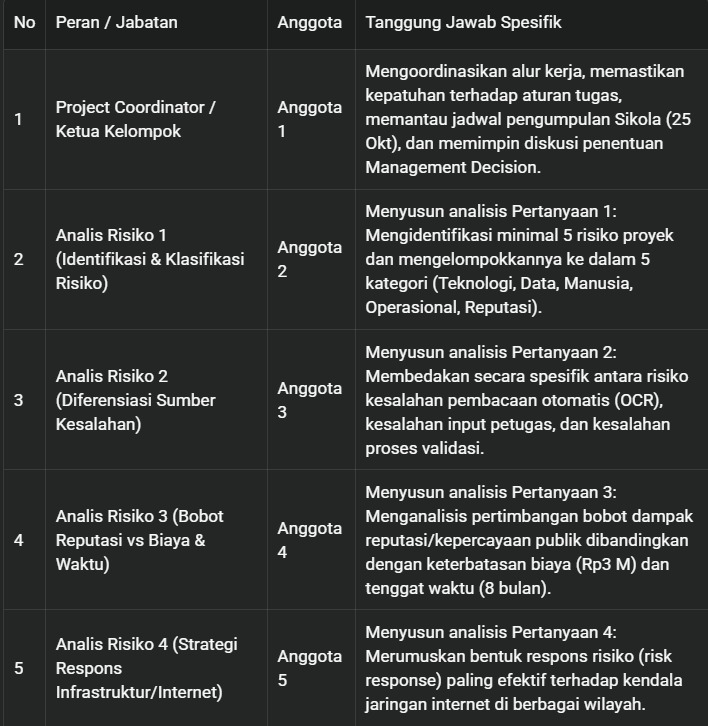 No Peran / Jabatan Anggota Tanggung Jawab Spesifik
1
Project Coordinator /
Ketua Kelompok
Anggota
1
Mengoordinasikan alur kerja, memastikan
kepatuhan terhadap aturan tugas,
memantau jadwal pengumpulan Sikola (25
Okt), dan memimpin diskusi penentuan
Management Decision.
2
Analis Risiko 1
(Identifikasi & Klasifikasi
Risiko)
Anggota
2
Menyusun analisis Pertanyaan 1:
Mengidentifikasi minimal 5 risiko proyek
dan mengelompokkannya ke dalam 5
kategori (Teknologi, Data, Manusia,
Operasional, Reputasi).
3
Analis Risiko 2
(Diferensiasi Sumber
Kesalahan)
Anggota
3
Menyusun analisis Pertanyaan 2:
Membedakan secara spesifik antara risiko
kesalahan pembacaan otomatis (OCR),
kesalahan input petugas, dan kesalahan
proses validasi.
4
Analis Risiko 3 (Bobot
Reputasi vs Biaya &
Waktu)
Anggota
4
Menyusun analisis Pertanyaan 3:
Menganalisis pertimbangan bobot dampak
reputasi/kepercayaan publik dibandingkan
dengan keterbatasan biaya (Rp3 M) dan
tenggat waktu (8 bulan).
5
Analis Risiko 4 (Strategi
Respons
Infrastruktur/Internet)
Anggota
5
Menyusun analisis Pertanyaan 4:
Merumuskan bentuk respons risiko (risk
response) paling efektif terhadap kendala
jaringan internet di berbagai wilayah.